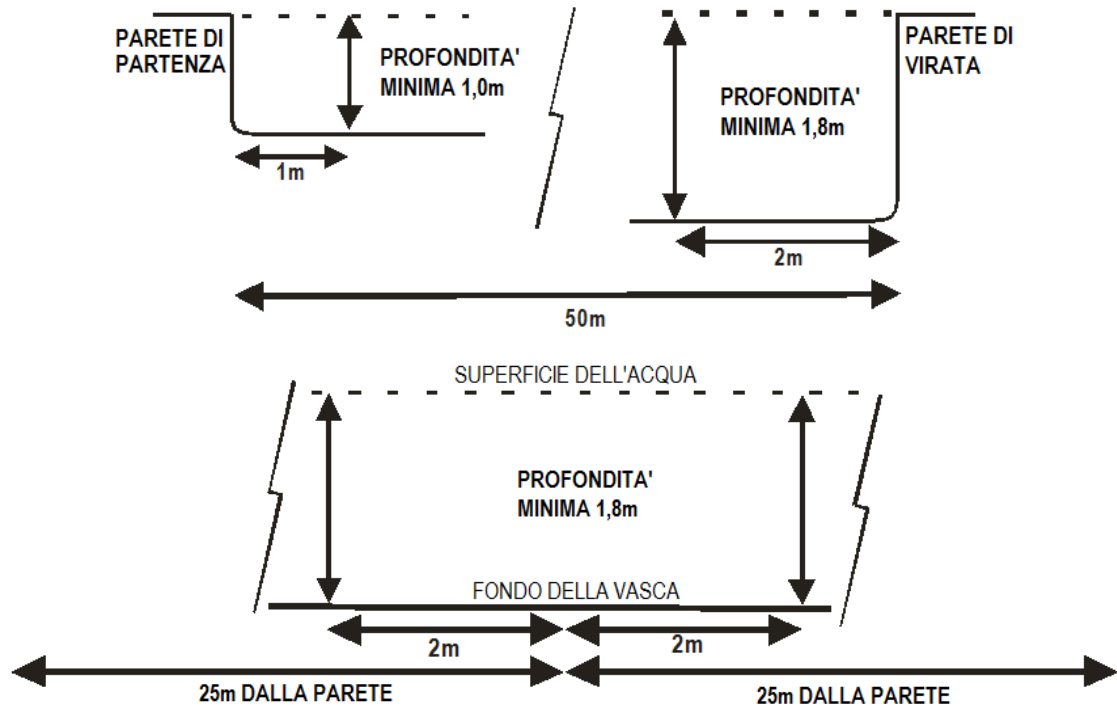 PARETE DI
PARTENZA
PROFONDITA'
MINIMA 1,0m
1m
PROFONDITA'
MINIMA 1,8m
PARETE DI
VIRATA
2m
50m
SUPERFICIE DELL'ACQUA
PROFONDITA'
MINIMA 1,8m
FONDO DELLA VASCA
2m
2m
25m DALLA PARETE
25m DALLA PARETE